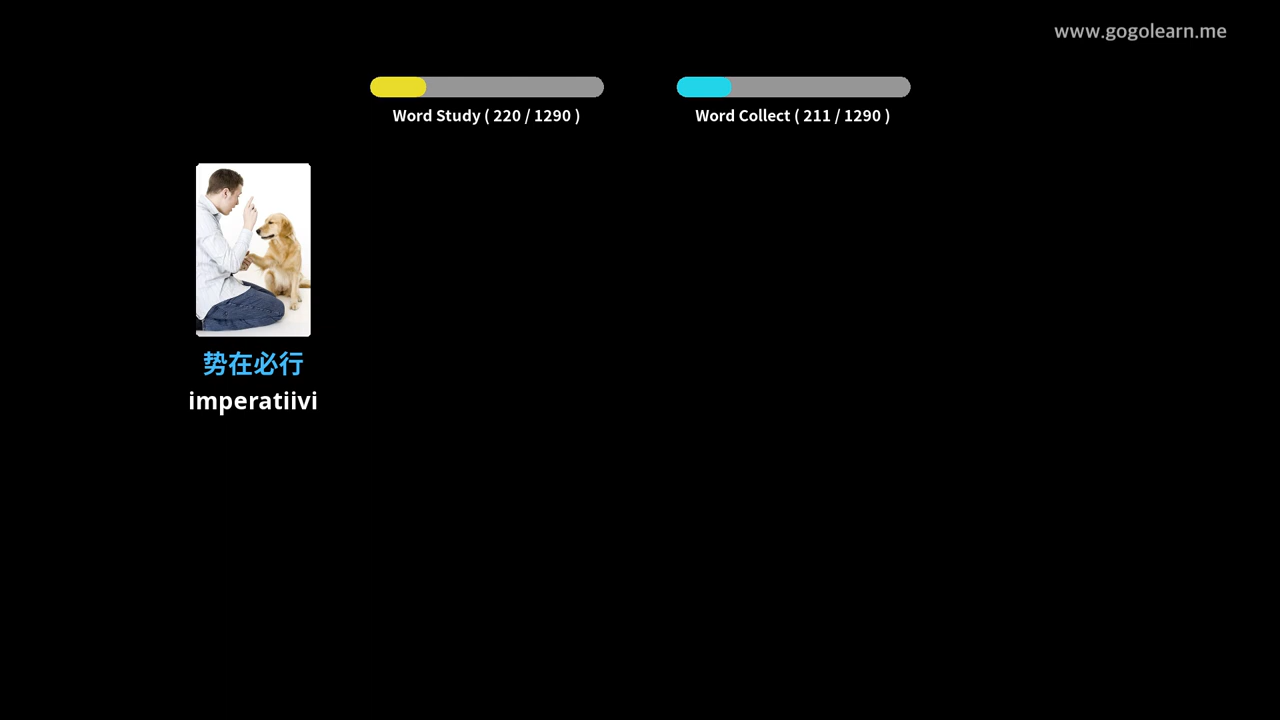 www.gogolearn.me
Word Study ( 220 / 1290 )
Word Collect ( 211 / 1290 )
势在必行
imperatiivi